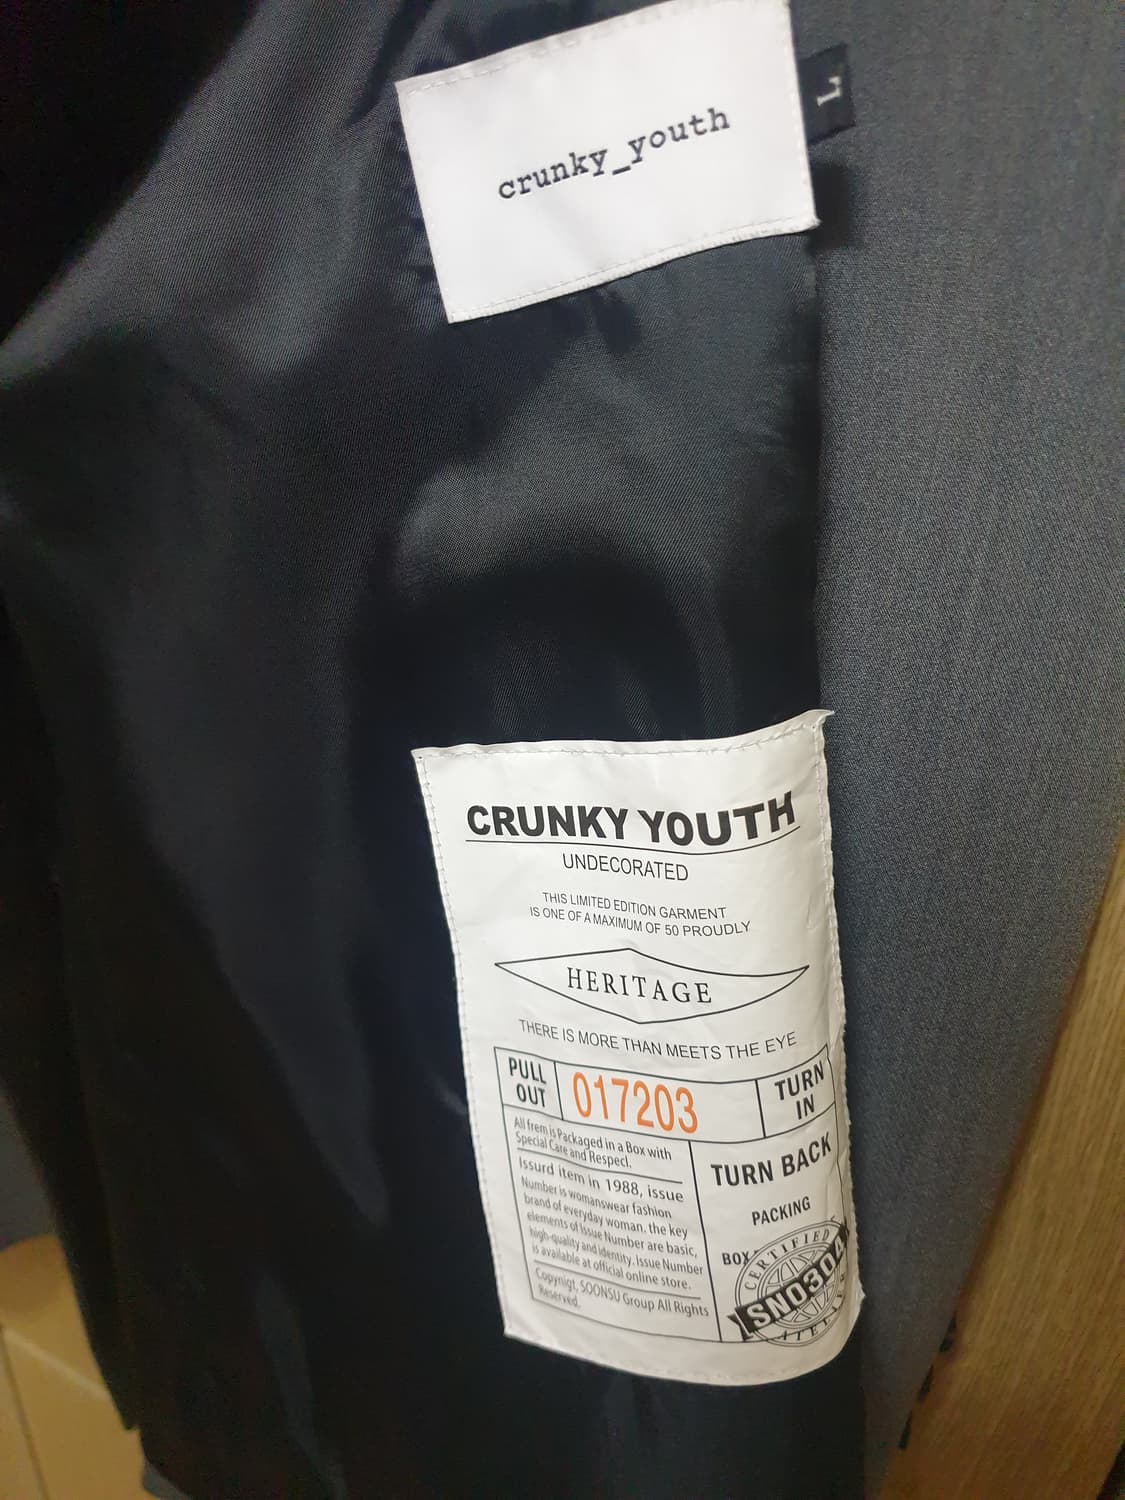 crunky_youth
L
CRUNKY YOUTH
UNDECORATED
THIS LIMITED EDITION GARMENT
IS ONE OF A MAXIMUM OF 50 PROUDLY
HERITAGE
THERE IS MORE THAN MEETS THE EYE
PULL
OUT
017203
TURN
IN
All frem is Packaged in a Box with
Special Care and Respecl.
Issurd item in 1988, issue
Number is womanswear fashion
brand of everyday woman. the key
elements of Issue Number are basic,
high-quality and identity. Issue Number
is available at official online store.
Copynigt, SOONSU Group All Rights
Reserved.
TURN BACK
PACKING
BOX
CERTIFIED
SNO304